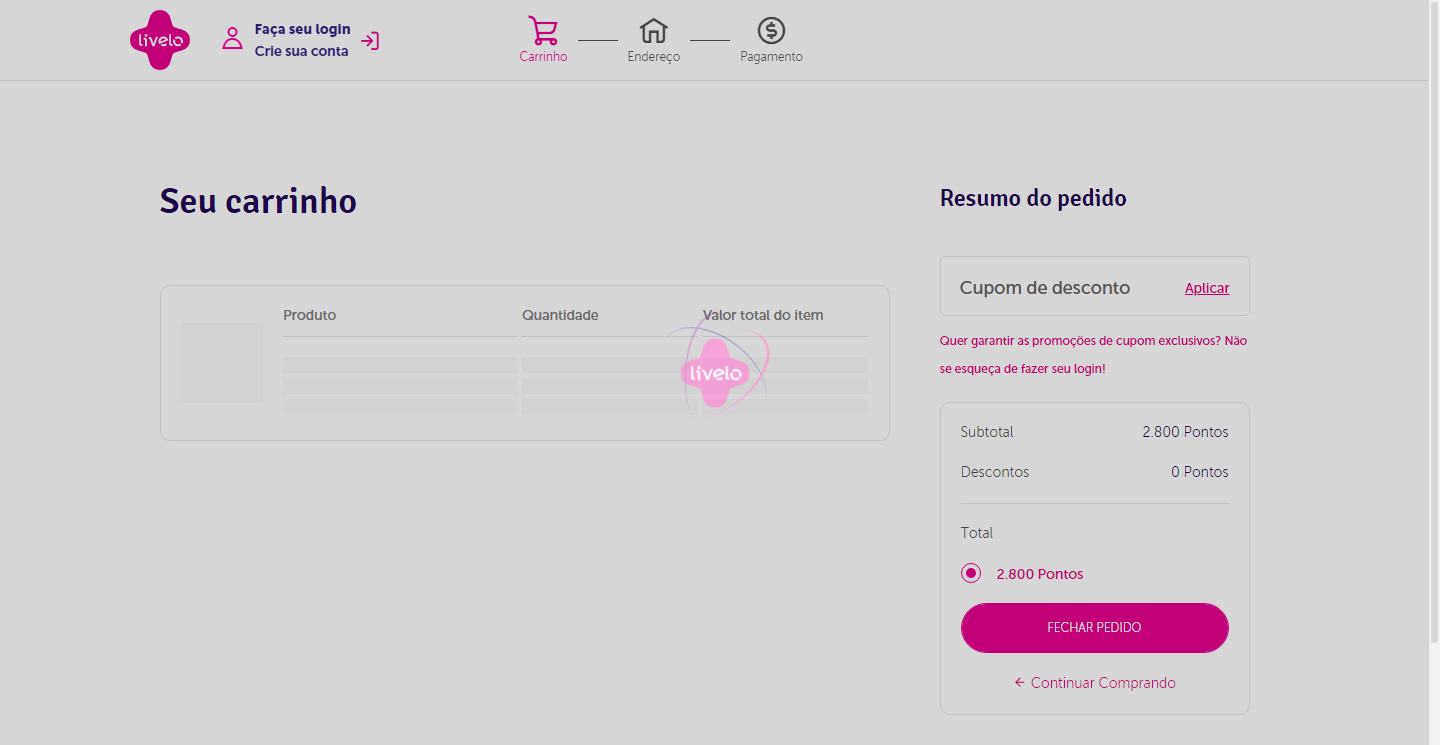 livelo
Faça seu login
Crie sua conta
Carrinho
Endereço
Pagamento
Seu carrinho
Produto
Quantidade
Valor total do item
livelo
Resumo do pedido
Cupom de desconto
Aplicar
Quer garantir as promoções de cupom exclusivos? Não
se esqueça de fazer seu login!
Subtotal
2.800 Pontos
Descontos
0 Pontos
Total
2.800 Pontos
FECHAR PEDIDO
Continuar Comprando